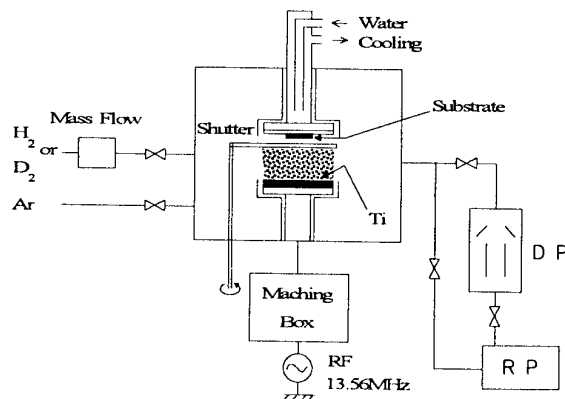 Water
Cooling
Mass Flow
Shutter
Substrate
H2 or
D2
Ar
Ti
D P
Maching
Box
RF
13.56MHz
R P